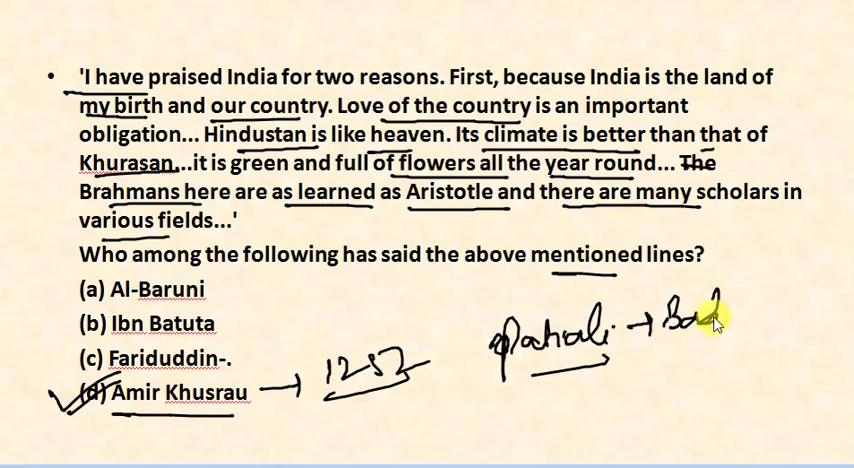 • 'I have praised India for two reasons. First, because India is the land of
my birth and our country. Love of the country is an important
obligation... Hindustan is like heaven. Its climate is better than that of
Khurasan...it is green and full of flowers all the year round... The
Brahmans here are as learned as Aristotle and there are many scholars in
various fields...'
Who among the following has said the above mentioned lines?
(a) Al-Baruni
(b) Ibn Batuta
(c) Fariduddin-.
(d) Amir Khusrau → 1253
→ Bad